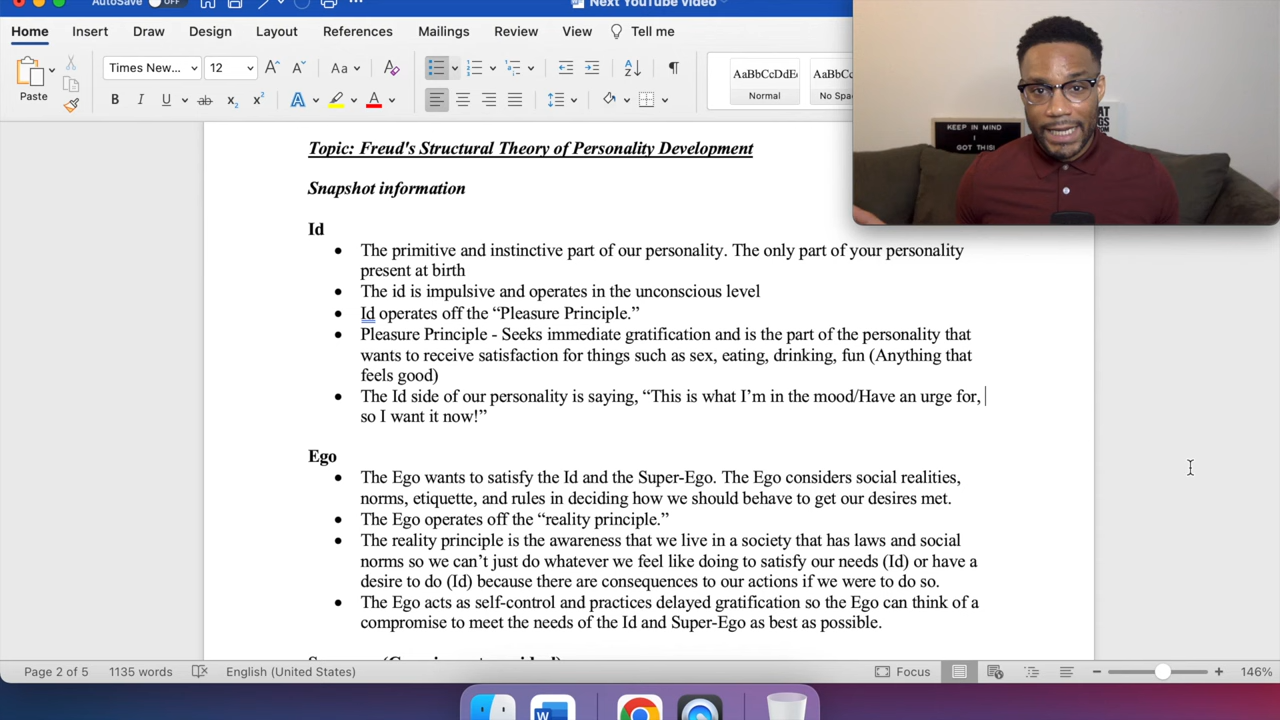 AutoSave OFF
Next YouTube video
Home Insert Draw Design Layout References Mailings Review View Tell me
Times New... 12 Aa
AaBbCcDdE AaBbCc
Paste B I U ab x₂ x² A A Normal No Spa
KEEP IN MIND
I
GOT THIS!
Topic: Freud's Structural Theory of Personality Development
Snapshot information
Id
• The primitive and instinctive part of our personality. The only part of your personality
present at birth
• The id is impulsive and operates in the unconscious level
• Id operates off the “Pleasure Principle.”
• Pleasure Principle - Seeks immediate gratification and is the part of the personality that
wants to receive satisfaction for things such as sex, eating, drinking, fun (Anything that
feels good)
• The Id side of our personality is saying, “This is what I’m in the mood/Have an urge for,
so I want it now!”
Ego
• The Ego wants to satisfy the Id and the Super-Ego. The Ego considers social realities,
norms, etiquette, and rules in deciding how we should behave to get our desires met.
• The Ego operates off the “reality principle.”
• The reality principle is the awareness that we live in a society that has laws and social
norms so we can’t just do whatever we feel like doing to satisfy our needs (Id) or have a
desire to do (Id) because there are consequences to our actions if we were to do so.
• The Ego acts as self-control and practices delayed gratification so the Ego can think of a
compromise to meet the needs of the Id and Super-Ego as best as possible.
Page 2 of 5 1135 words English (United States) Focus 146%
W